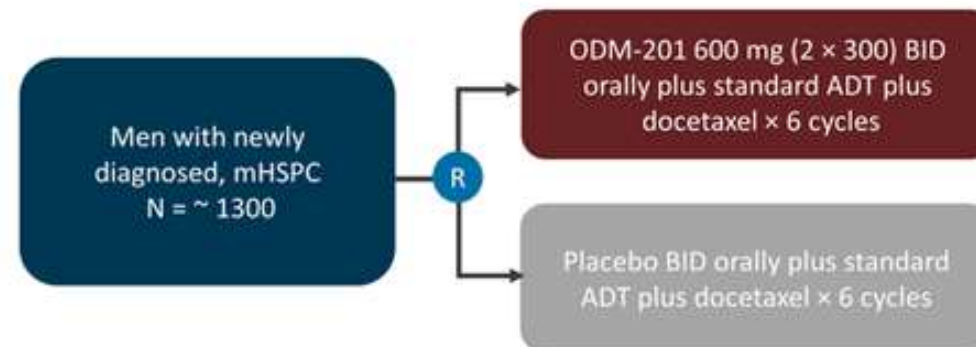 Men with newly
diagnosed, mHSPC
N = ~ 1300
R
ODM-201 600 mg (2 × 300) BID
orally plus standard ADT plus
docetaxel × 6 cycles
Placebo BID orally plus standard
ADT plus docetaxel × 6 cycles